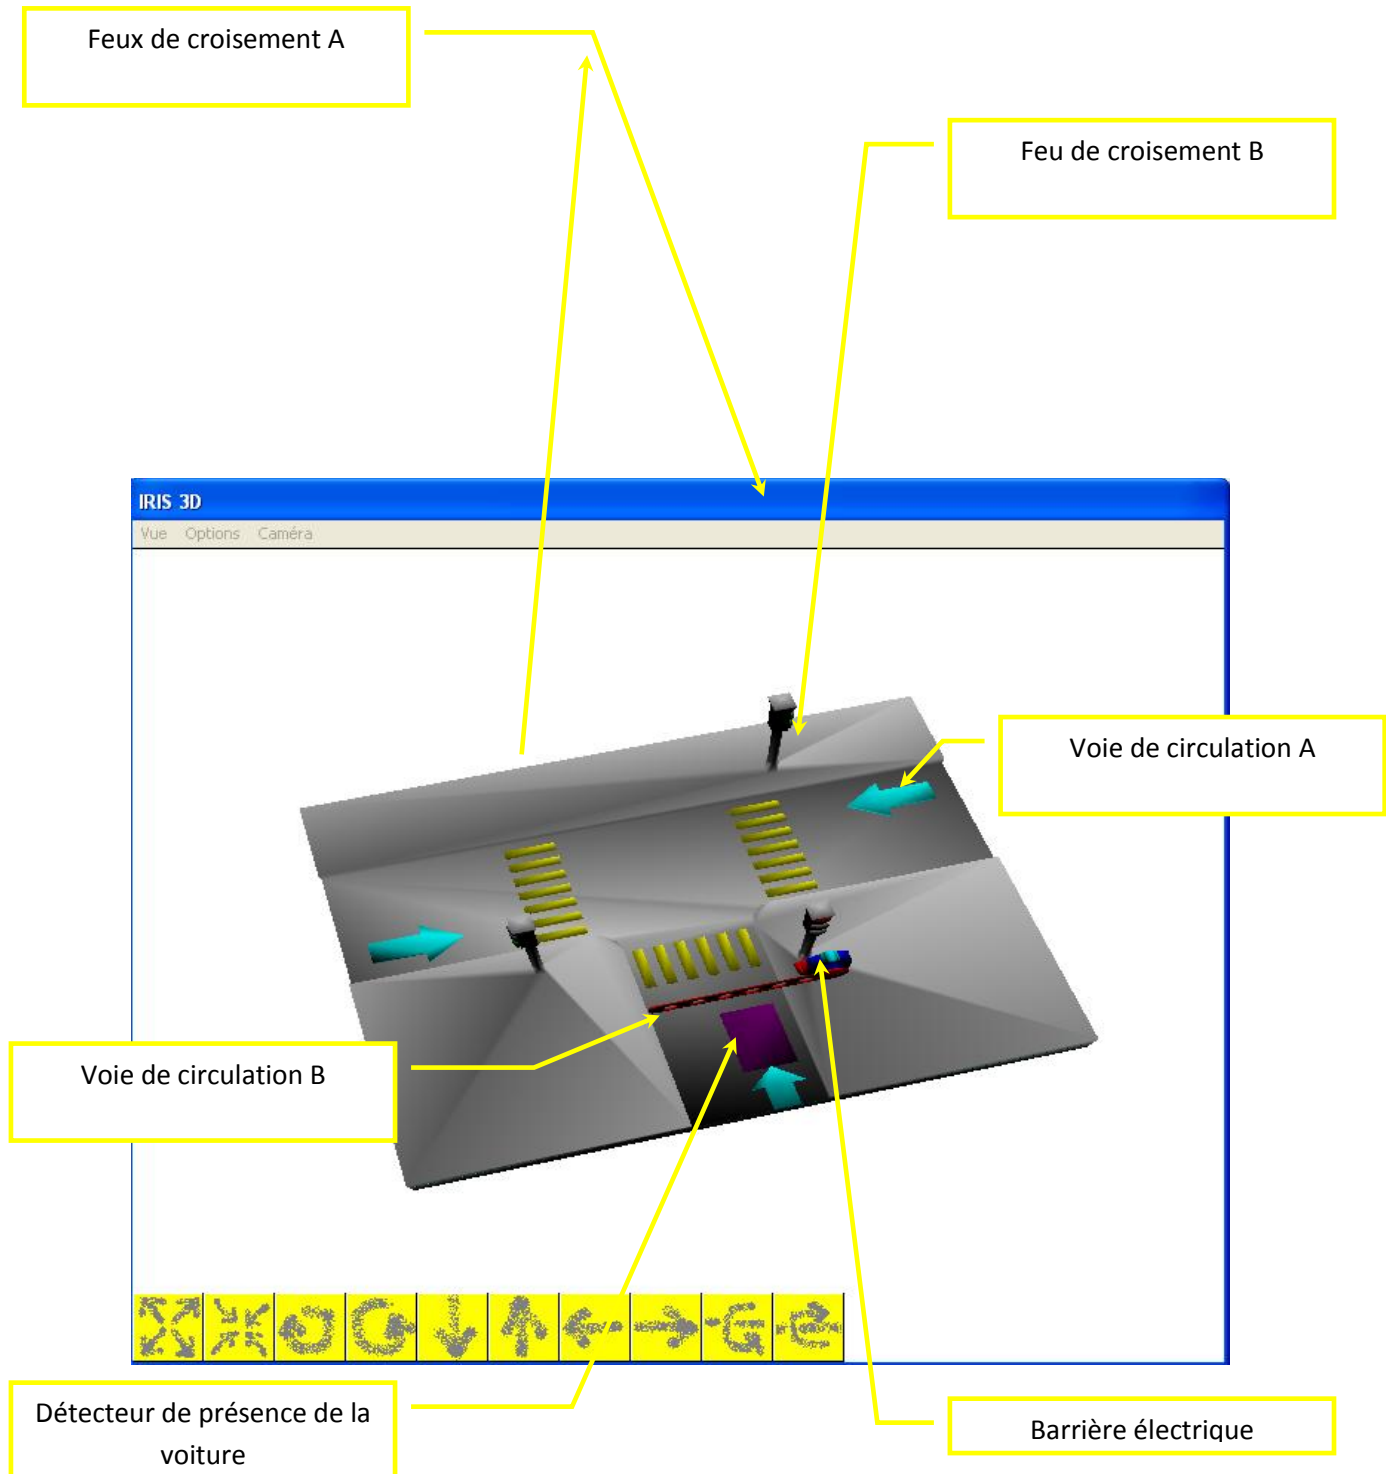 Feux de croisement A
Feu de croisement B
IRIS 3D
Vue Options Caméra
Voie de circulation A
Voie de circulation B
Détecteur de présence de la
voiture
Barrière électrique